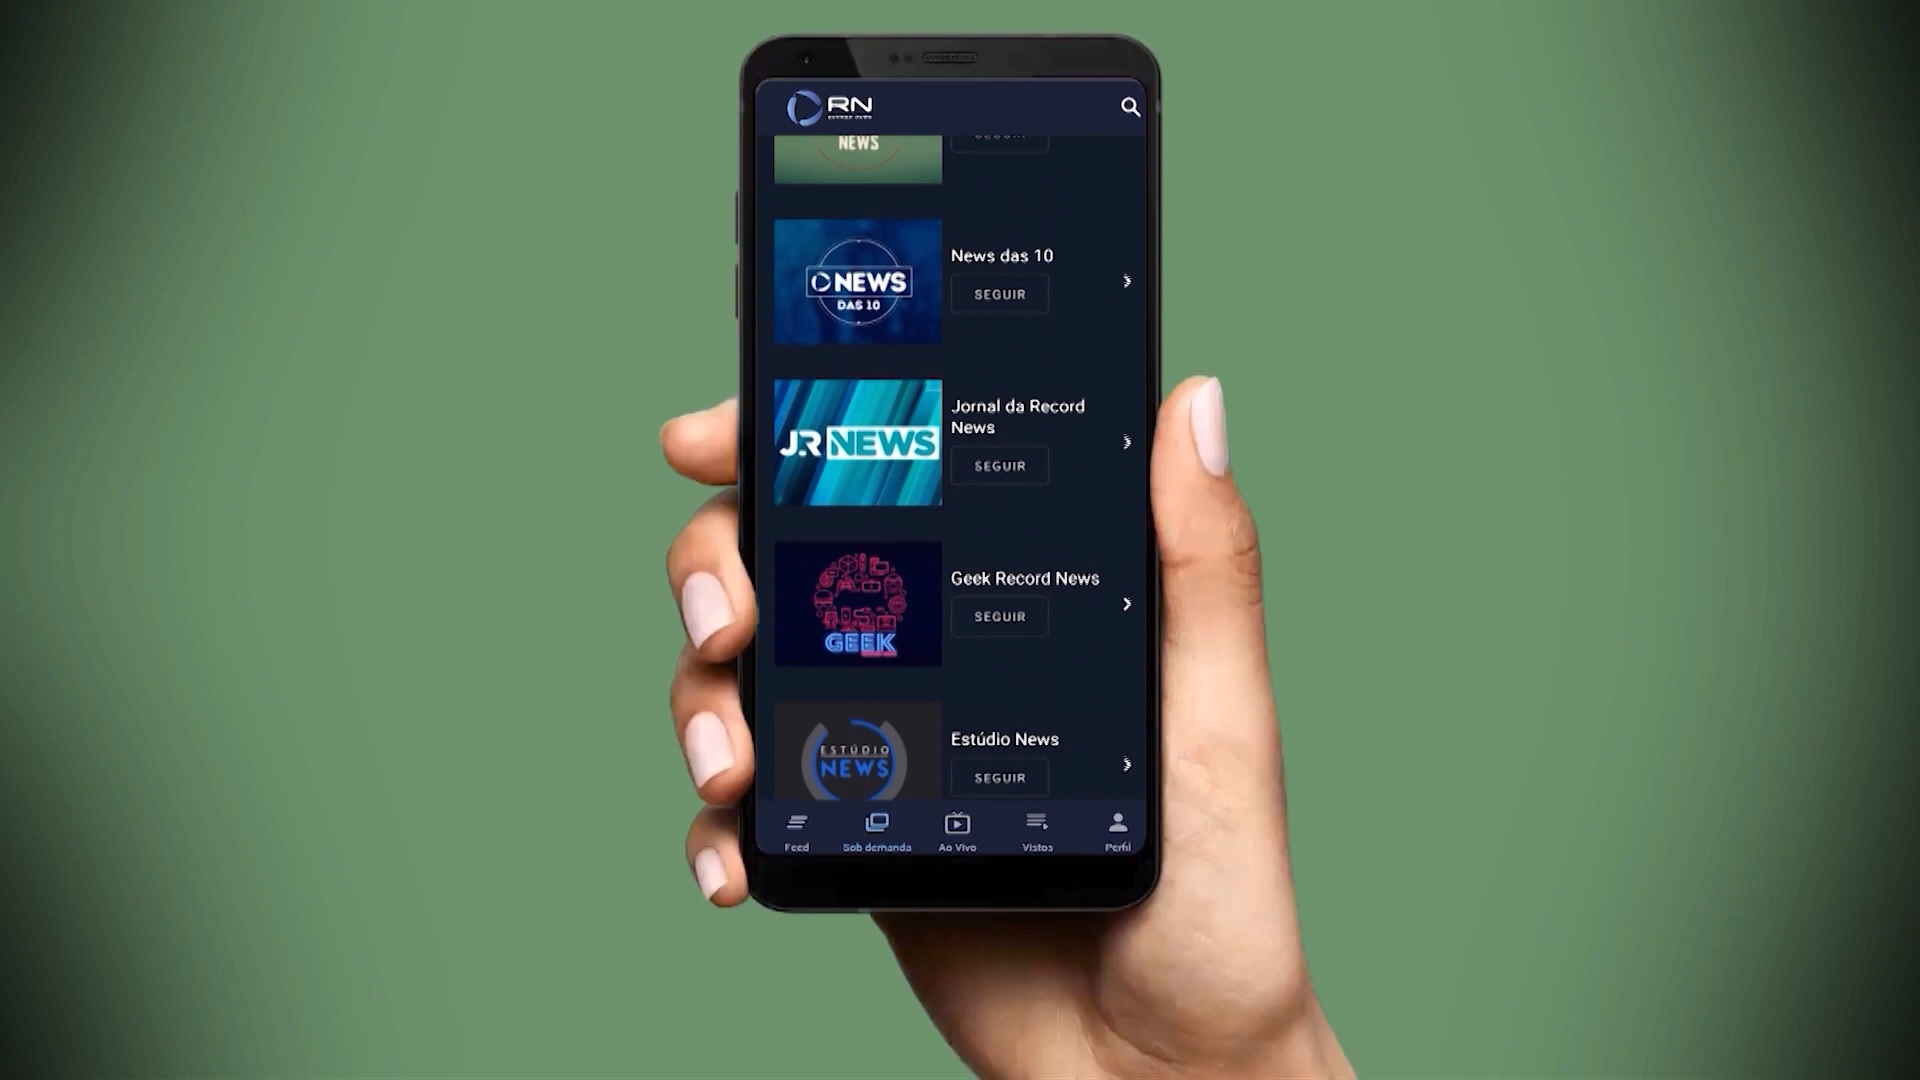 RN
NEWS
NEWS
DAS 10
News das 10
SEGUIR
JR NEWS
Jornal da Record
News
SEGUIR
GEEK
Geek Record News
SEGUIR
ESTÚDIO
NEWS
Estúdio News
SEGUIR
Feed
Sob demanda
Ao Vivo
Vistos
Perfil